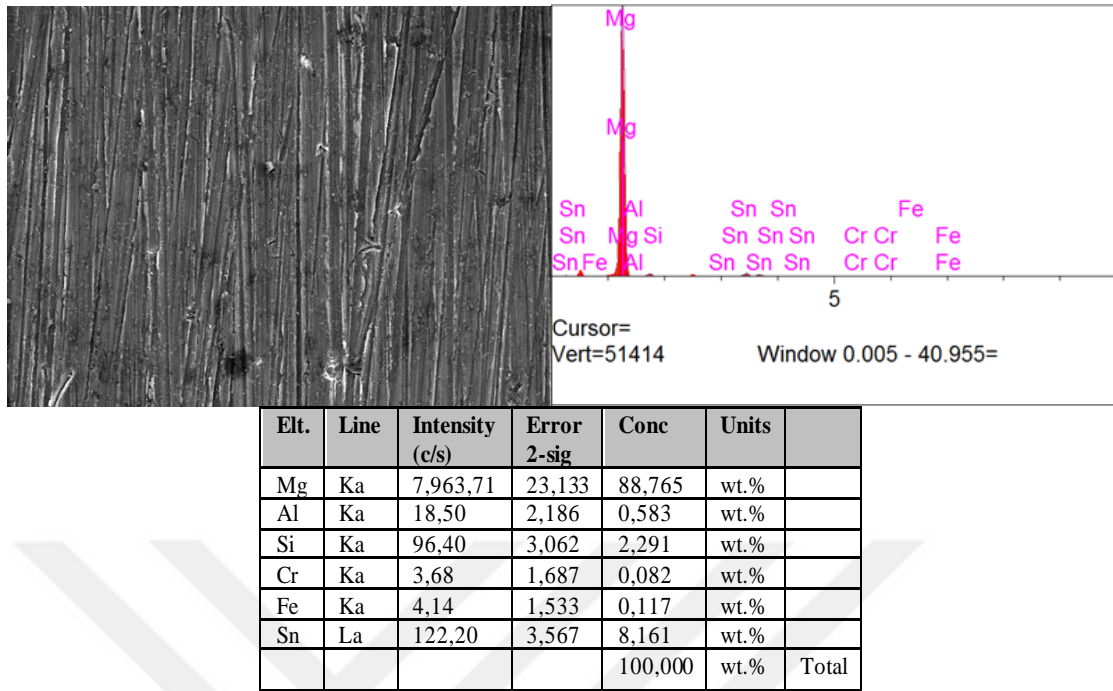 Mg
Mg
Sn Al Sn Sn Fe
Sn Mg Si Sn Sn Sn Cr Cr Fe
Sn Fe Al Sn Sn Sn Cr Cr Fe
5
Cursor=
Vert=51414 Window 0.005 - 40.955=
Elt. Line Intensity (c/s) Error 2-sig Conc Units
Mg Ka 7,963,71 23,133 88,765 wt.%
Al Ka 18,50 2,186 0,583 wt.%
Si Ka 96,40 3,062 2,291 wt.%
Cr Ka 3,68 1,687 0,082 wt.%
Fe Ka 4,14 1,533 0,117 wt.%
Sn La 122,20 3,567 8,161 wt.%
100,000 wt.% Total